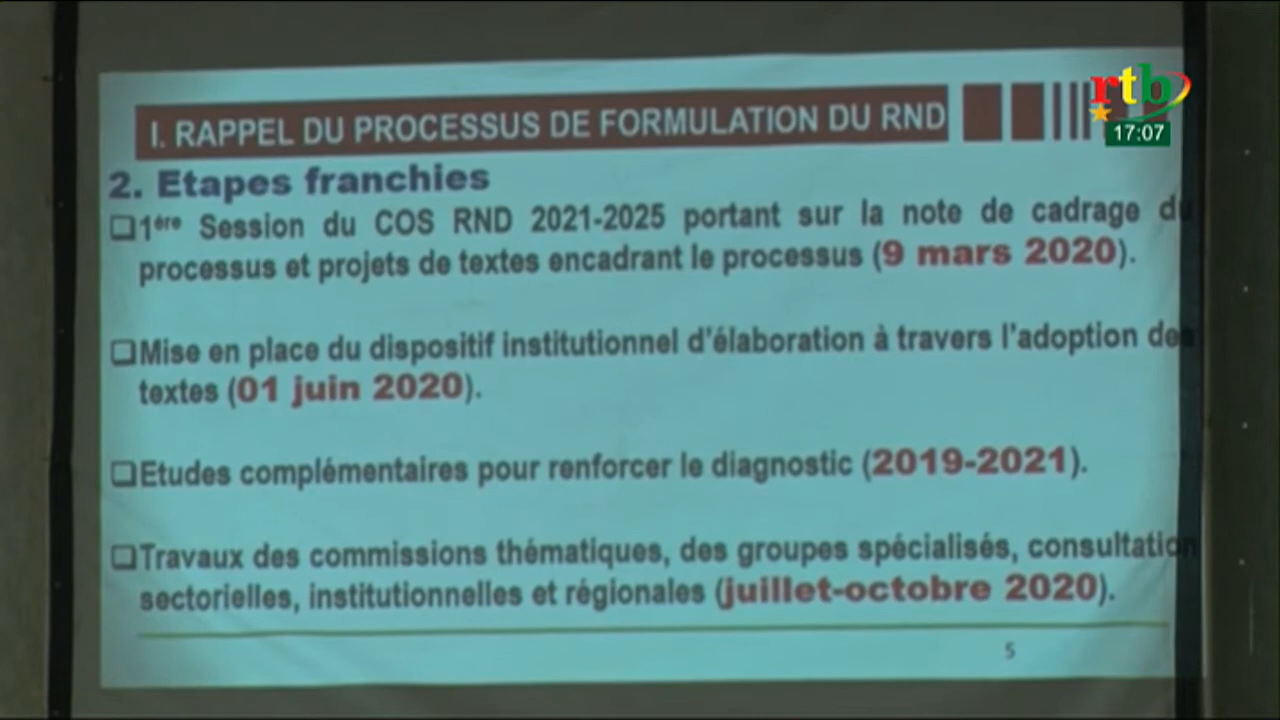 rtb
17:07
I. RAPPEL DU PROCESSUS DE FORMULATION DU RND
2. Etapes franchies
❑1ère Session du COS RND 2021-2025 portant sur la note de cadrage du
processus et projets de textes encadrant le processus (9 mars 2020).
❑Mise en place du dispositif institutionnel d'élaboration à travers l'adoption des
textes (01 juin 2020).
❑Etudes complémentaires pour renforcer le diagnostic (2019-2021).
❑Travaux des commissions thématiques, des groupes spécialisés, consultation
sectorielles, institutionnelles et régionales (juillet-octobre 2020).
5